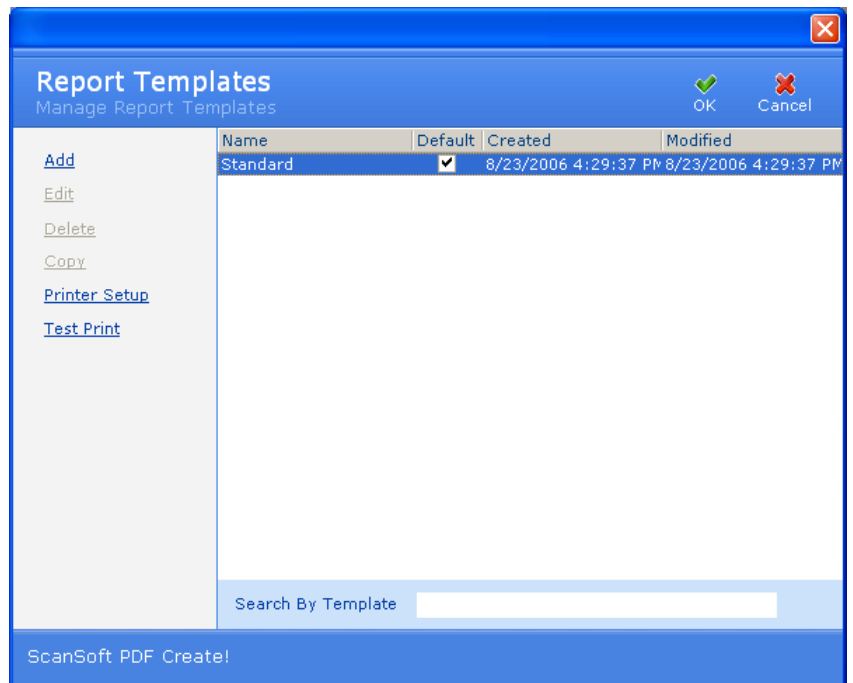 Report Templates
Manage Report Templates
OK Cancel
Add
Edit
Delete
Copy
Printer Setup
Test Print
Name Default Created Modified
Standard 8/23/2006 4:29:37 PM 8/23/2006 4:29:37 PM
Search By Template
ScanSoft PDF Create!